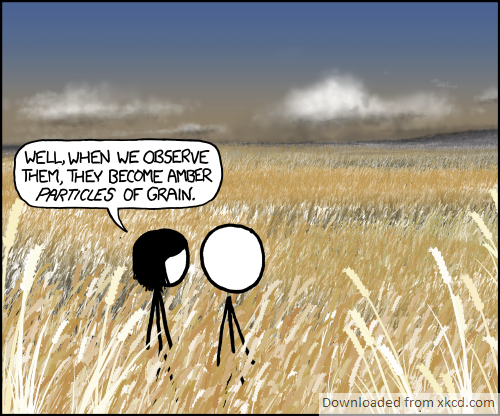 WELL, WHEN WE OBSERVE
THEM, THEY BECOME AMBER
PARTICLES OF GRAIN.
Downloaded from xkcd.com